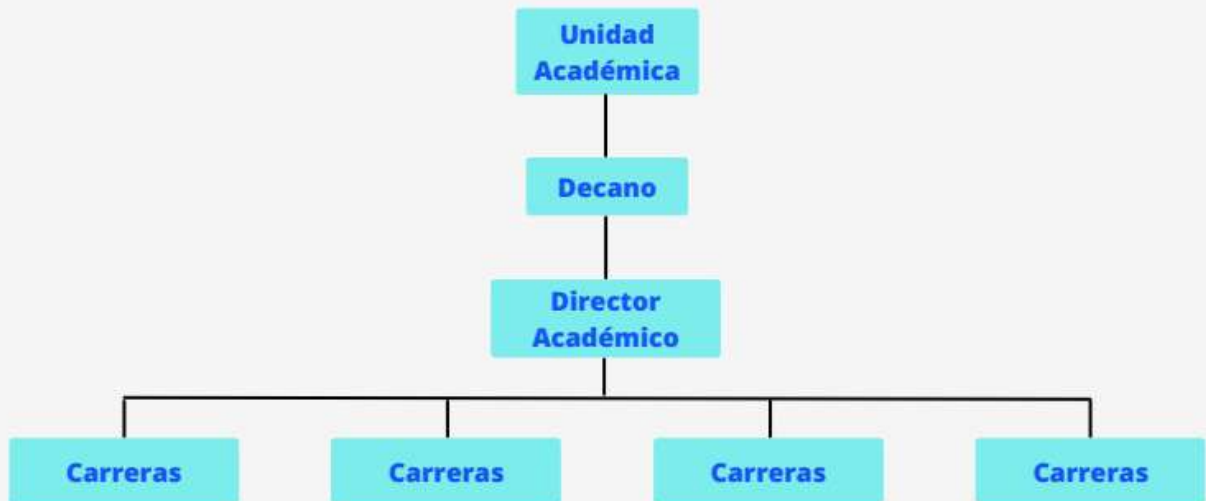 Unidad
Académica
Decano
Director
Académico
Carreras
Carreras
Carreras
Carreras